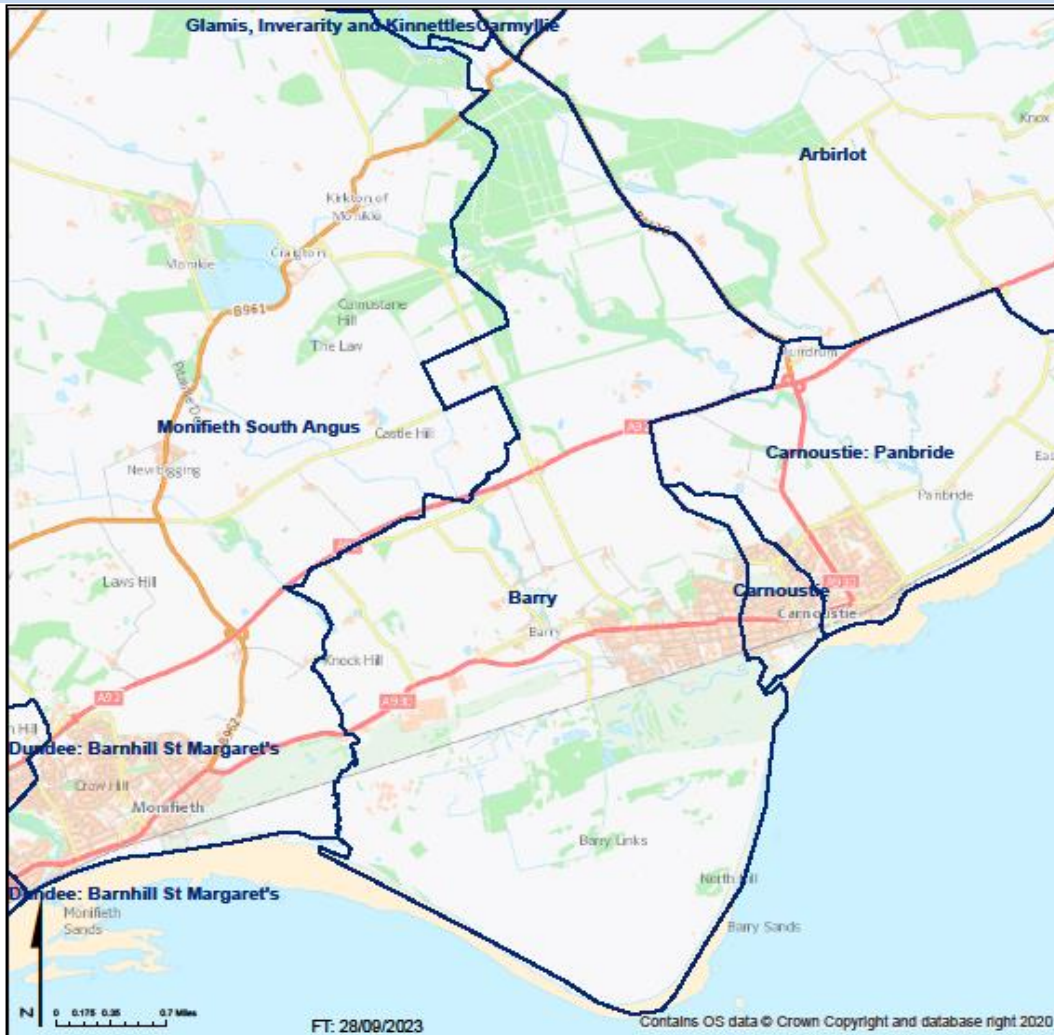 Glamis, Inverarity and Kinnettles
Carmyllie
Arbirlot
Knox
Kirkton of
Monikie
Craigton
Monikie
B961
Camustane
Hill
The Law
Muirdrum
Monifieth South Angus
Castle Hill
A92
Carnoustie: Panbride
Newbigging
Panbride
A92
Laws Hill
Barry
Carnoustie
A930
Carnoustie
Barry
Knock Hill
A92
A930
B962
Dundee: Barnhill St Margaret's
Crow Hill
Monifieth
Barry Links
North Hill
Dundee: Barnhill St Margaret's
Monifieth
Sands
Barry Sands
N
0 0.175 0.35 0.7 Miles
FT: 28/09/2023
Contains OS data © Crown Copyright and database right 2020